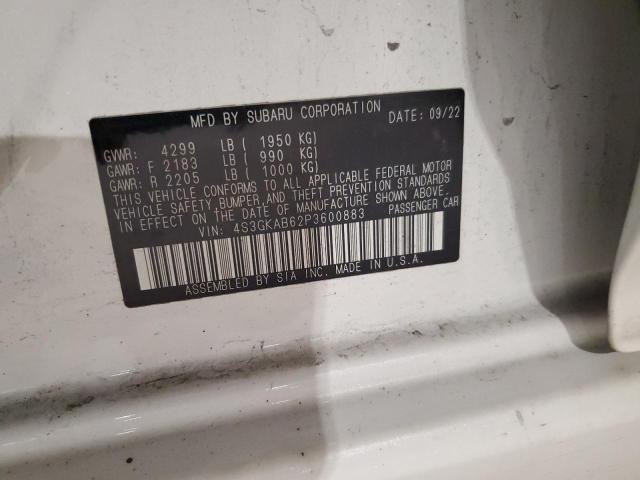 MFD BY SUBARU CORPORATION DATE: 09/22
GVWR: 4299 LB ( 1950 KG)
GAWR: F 2183 LB ( 990 KG)
GAWR: R 2205 LB ( 1000 KG)
THIS VEHICLE CONFORMS TO ALL APPLICABLE FEDERAL MOTOR
VEHICLE SAFETY,BUMPER,AND THEFT PREVENTION STANDARDS
IN EFFECT ON THE DATE OF MANUFACTURE SHOWN ABOVE.
VIN: 4S3GKAB62P3600883 PASSENGER CAR
ASSEMBLED BY SIA INC. MADE IN U.S.A.